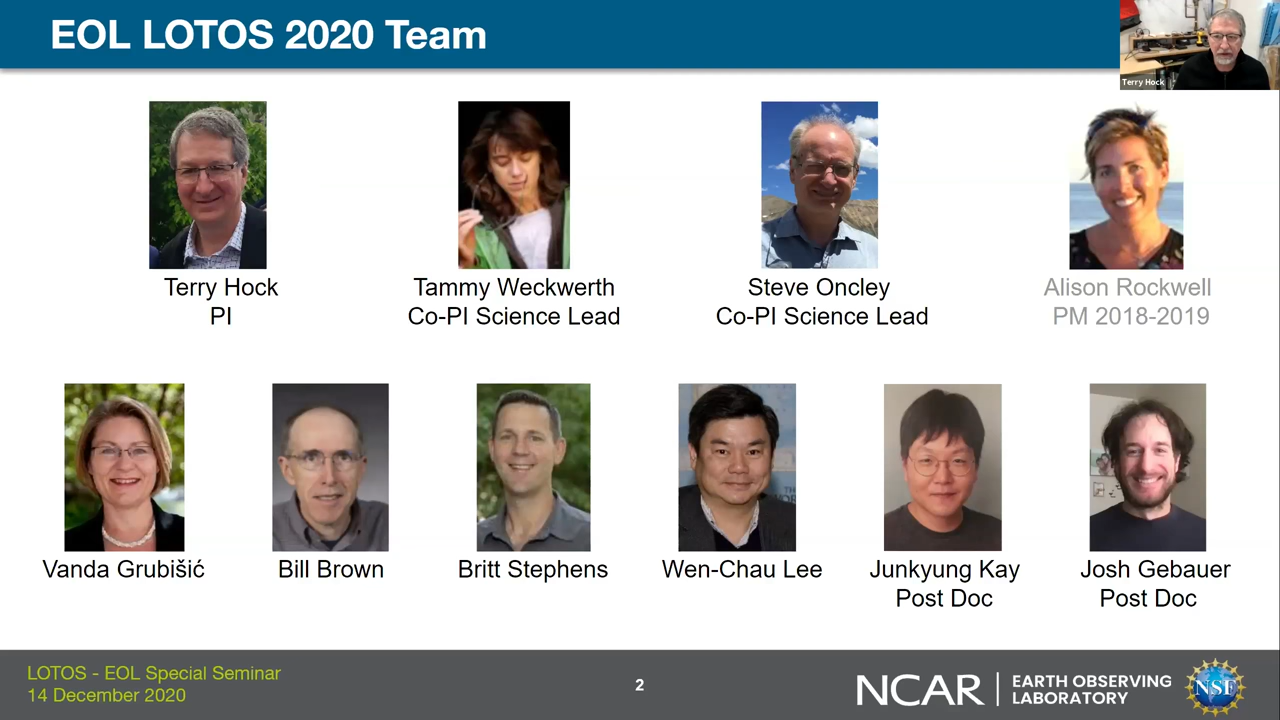 EOL LOTOS 2020 Team
Terry Hock
Terry Hock
PI
Tammy Weckwerth
Co-PI Science Lead
Steve Oncley
Co-PI Science Lead
Alison Rockwell
PM 2018-2019
Vanda Grubišić
Bill Brown
Britt Stephens
Wen-Chau Lee
Junkyung Kay
Post Doc
Josh Gebauer
Post Doc
LOTOS - EOL Special Seminar
14 December 2020
2
NCAR
EARTH OBSERVING
LABORATORY
NSF